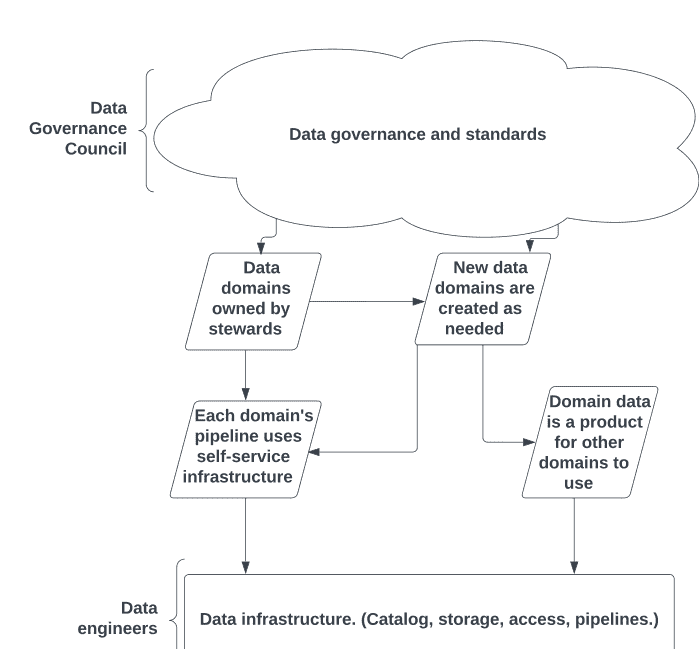 Data
Governance
Council
Data governance and standards
Data
domains
owned by
stewards
New data
domains are
created as
needed
Each domain's
pipeline uses
self-service
infrastructure
Domain data
is a product
for other
domains to
use
Data
engineers
Data infrastructure. (Catalog, storage, access, pipelines.)